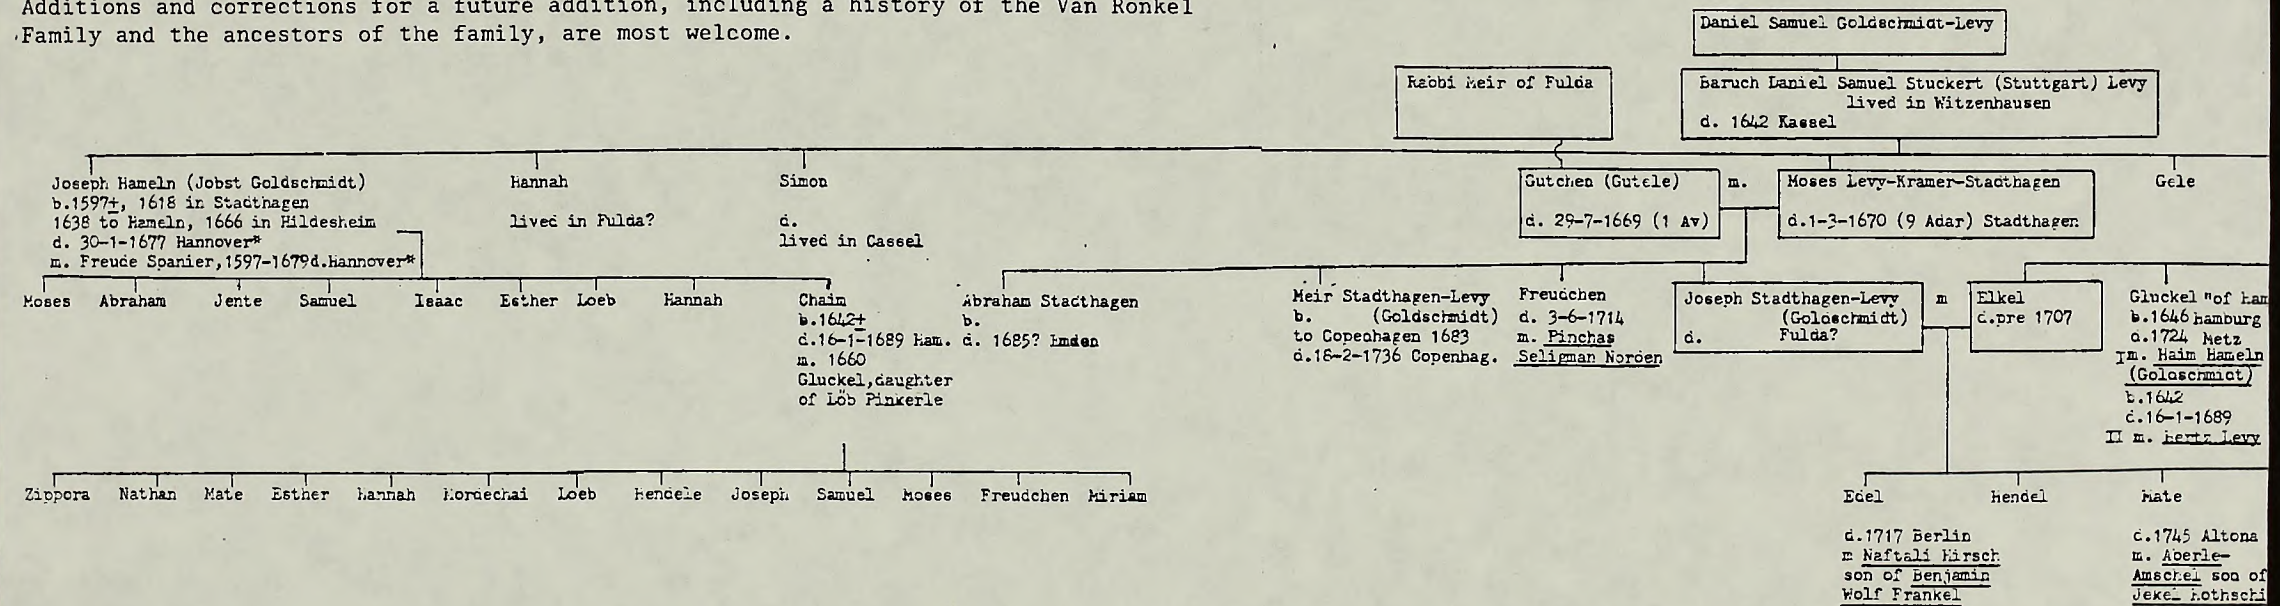 Additions and corrections for a future addition, including a history of the Van Ronkel
Family and the ancestors of the family, are most welcome.
Daniel Samuel Goldschmidt-Levy
Rabbi Meir of Fulda
Baruch Daniel Samuel Stuckert (Stuttgart) Levy
lived in Witzenhausen
d. 1642 Kassel
Joseph Hameln (Jobst Goldschmidt)
b.1597±, 1618 in Stadthagen
1638 to Hameln, 1666 in Hildesheim
d. 30-1-1677 Hannover*
m. Freude Spanier,1597-1679d.Hannover*
Hannah
lived in Fulda?
Simon
d.
lived in Cassel
Gutchen (Gutele)
d. 29-7-1669 (1 Av)
m.
Moses Levy-Kramer-Stadthagen
d.1-3-1670 (9 Adar) Stadthagen
Gele
Moses Abraham Jente Samuel Isaac Esther Loeb Hannah
Chaim
b.1642±
d.16-1-1689 Ham.
m. 1660
Gluckel,daughter
of Löb Pinkerle
Abraham Stadthagen
b.
d. 1685? Emden
Meir Stadthagen-Levy
b. (Goldschmidt)
to Copenhagen 1683
d.18-2-1736 Copenhag.
Freudchen
d. 3-6-1714
m. Pinchas
Seligman Norden
Joseph Stadthagen-Levy
(Goldschmidt)
d. Fulda?
m
Elkel
d.pre 1707
Gluckel "of Ham
b.1646 hamburg
d.1724 Metz
I m. Haim Hameln
(Goldschmidt)
b.1642
d.16-1-1689
II m. Hertz Levy
Zippora Nathan Mate Esther Hannah Mordechai Loeb Hendele Joseph Samuel Moses Freudchen Miriam
Edel
d.1717 Berlin
m Naftali Hirsch
son of Benjamin
Wolf Frankel
Hendel
Mate
d.1745 Altona
m. Aberle-
Amschel son of
Jekel Rothschi